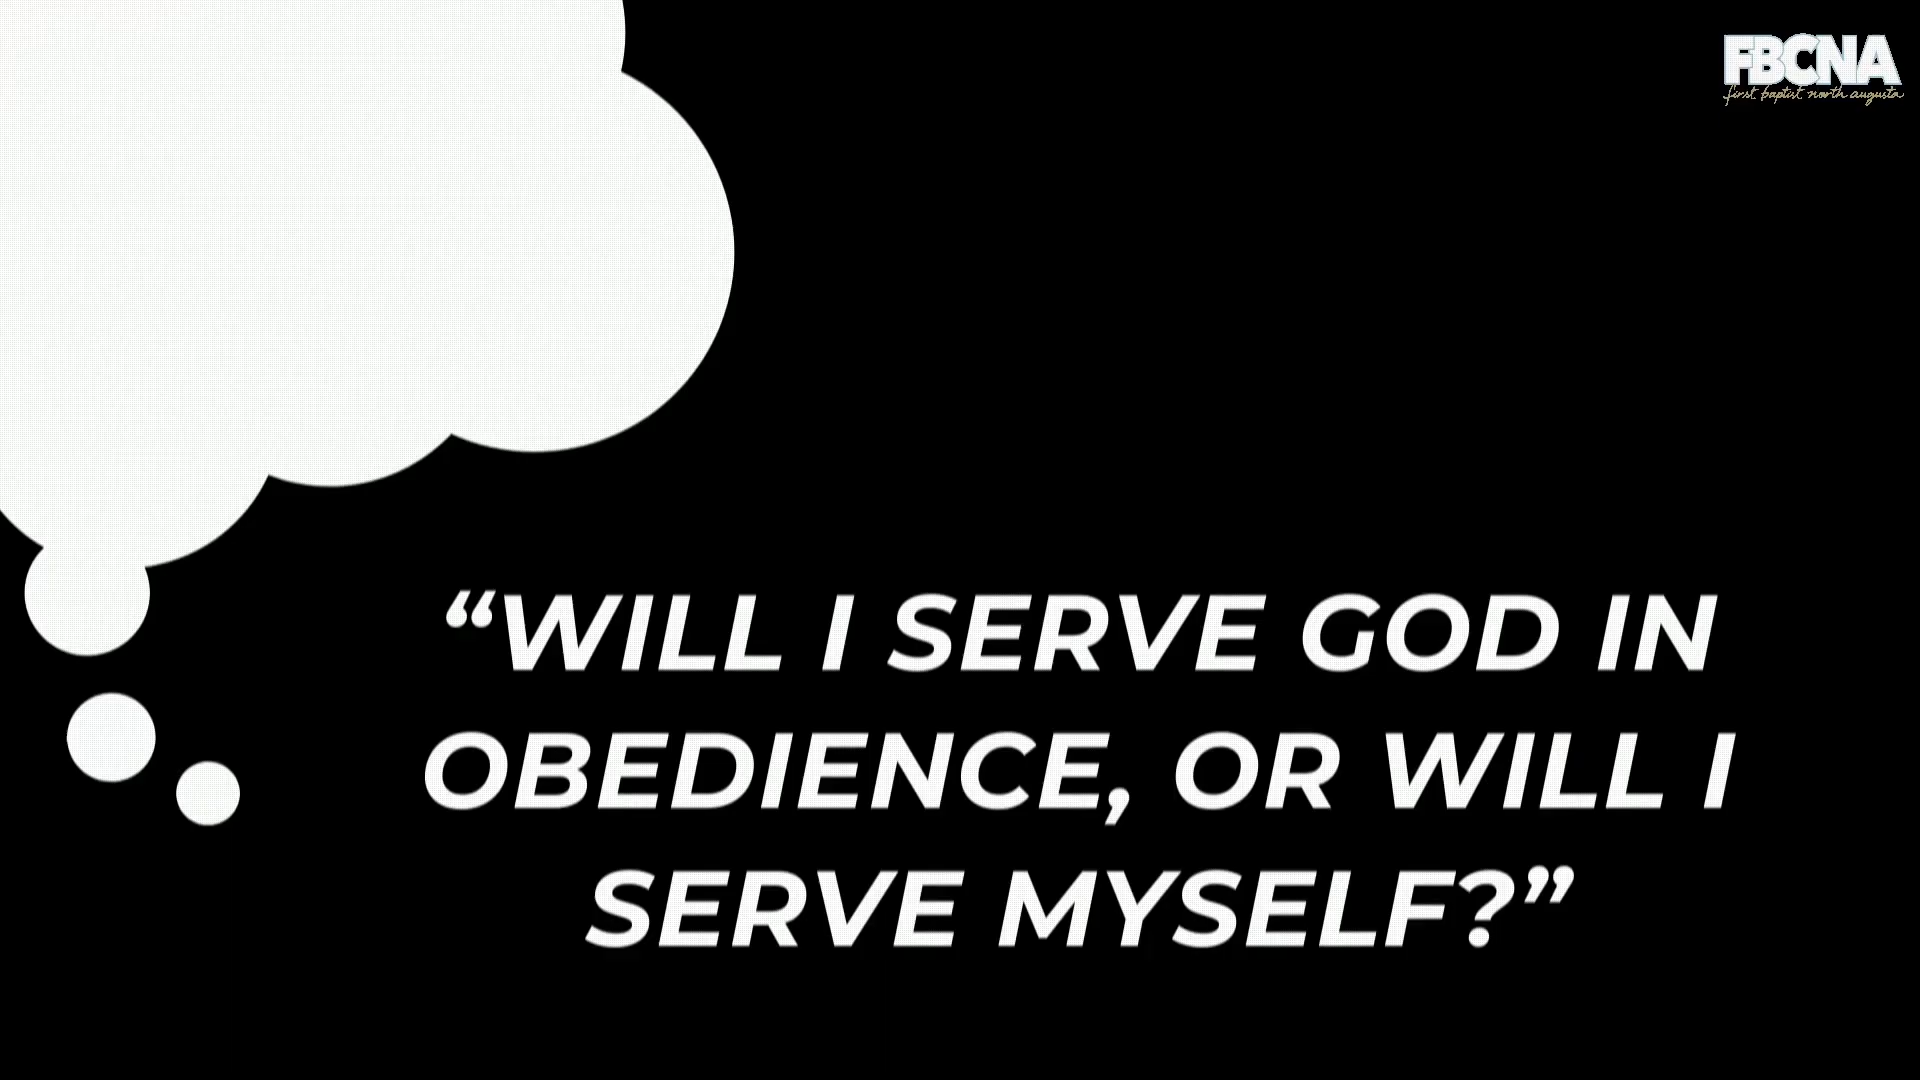 FBCNA
first baptist north augusta
“WILL I SERVE GOD IN
OBEDIENCE, OR WILL I
SERVE MYSELF?”